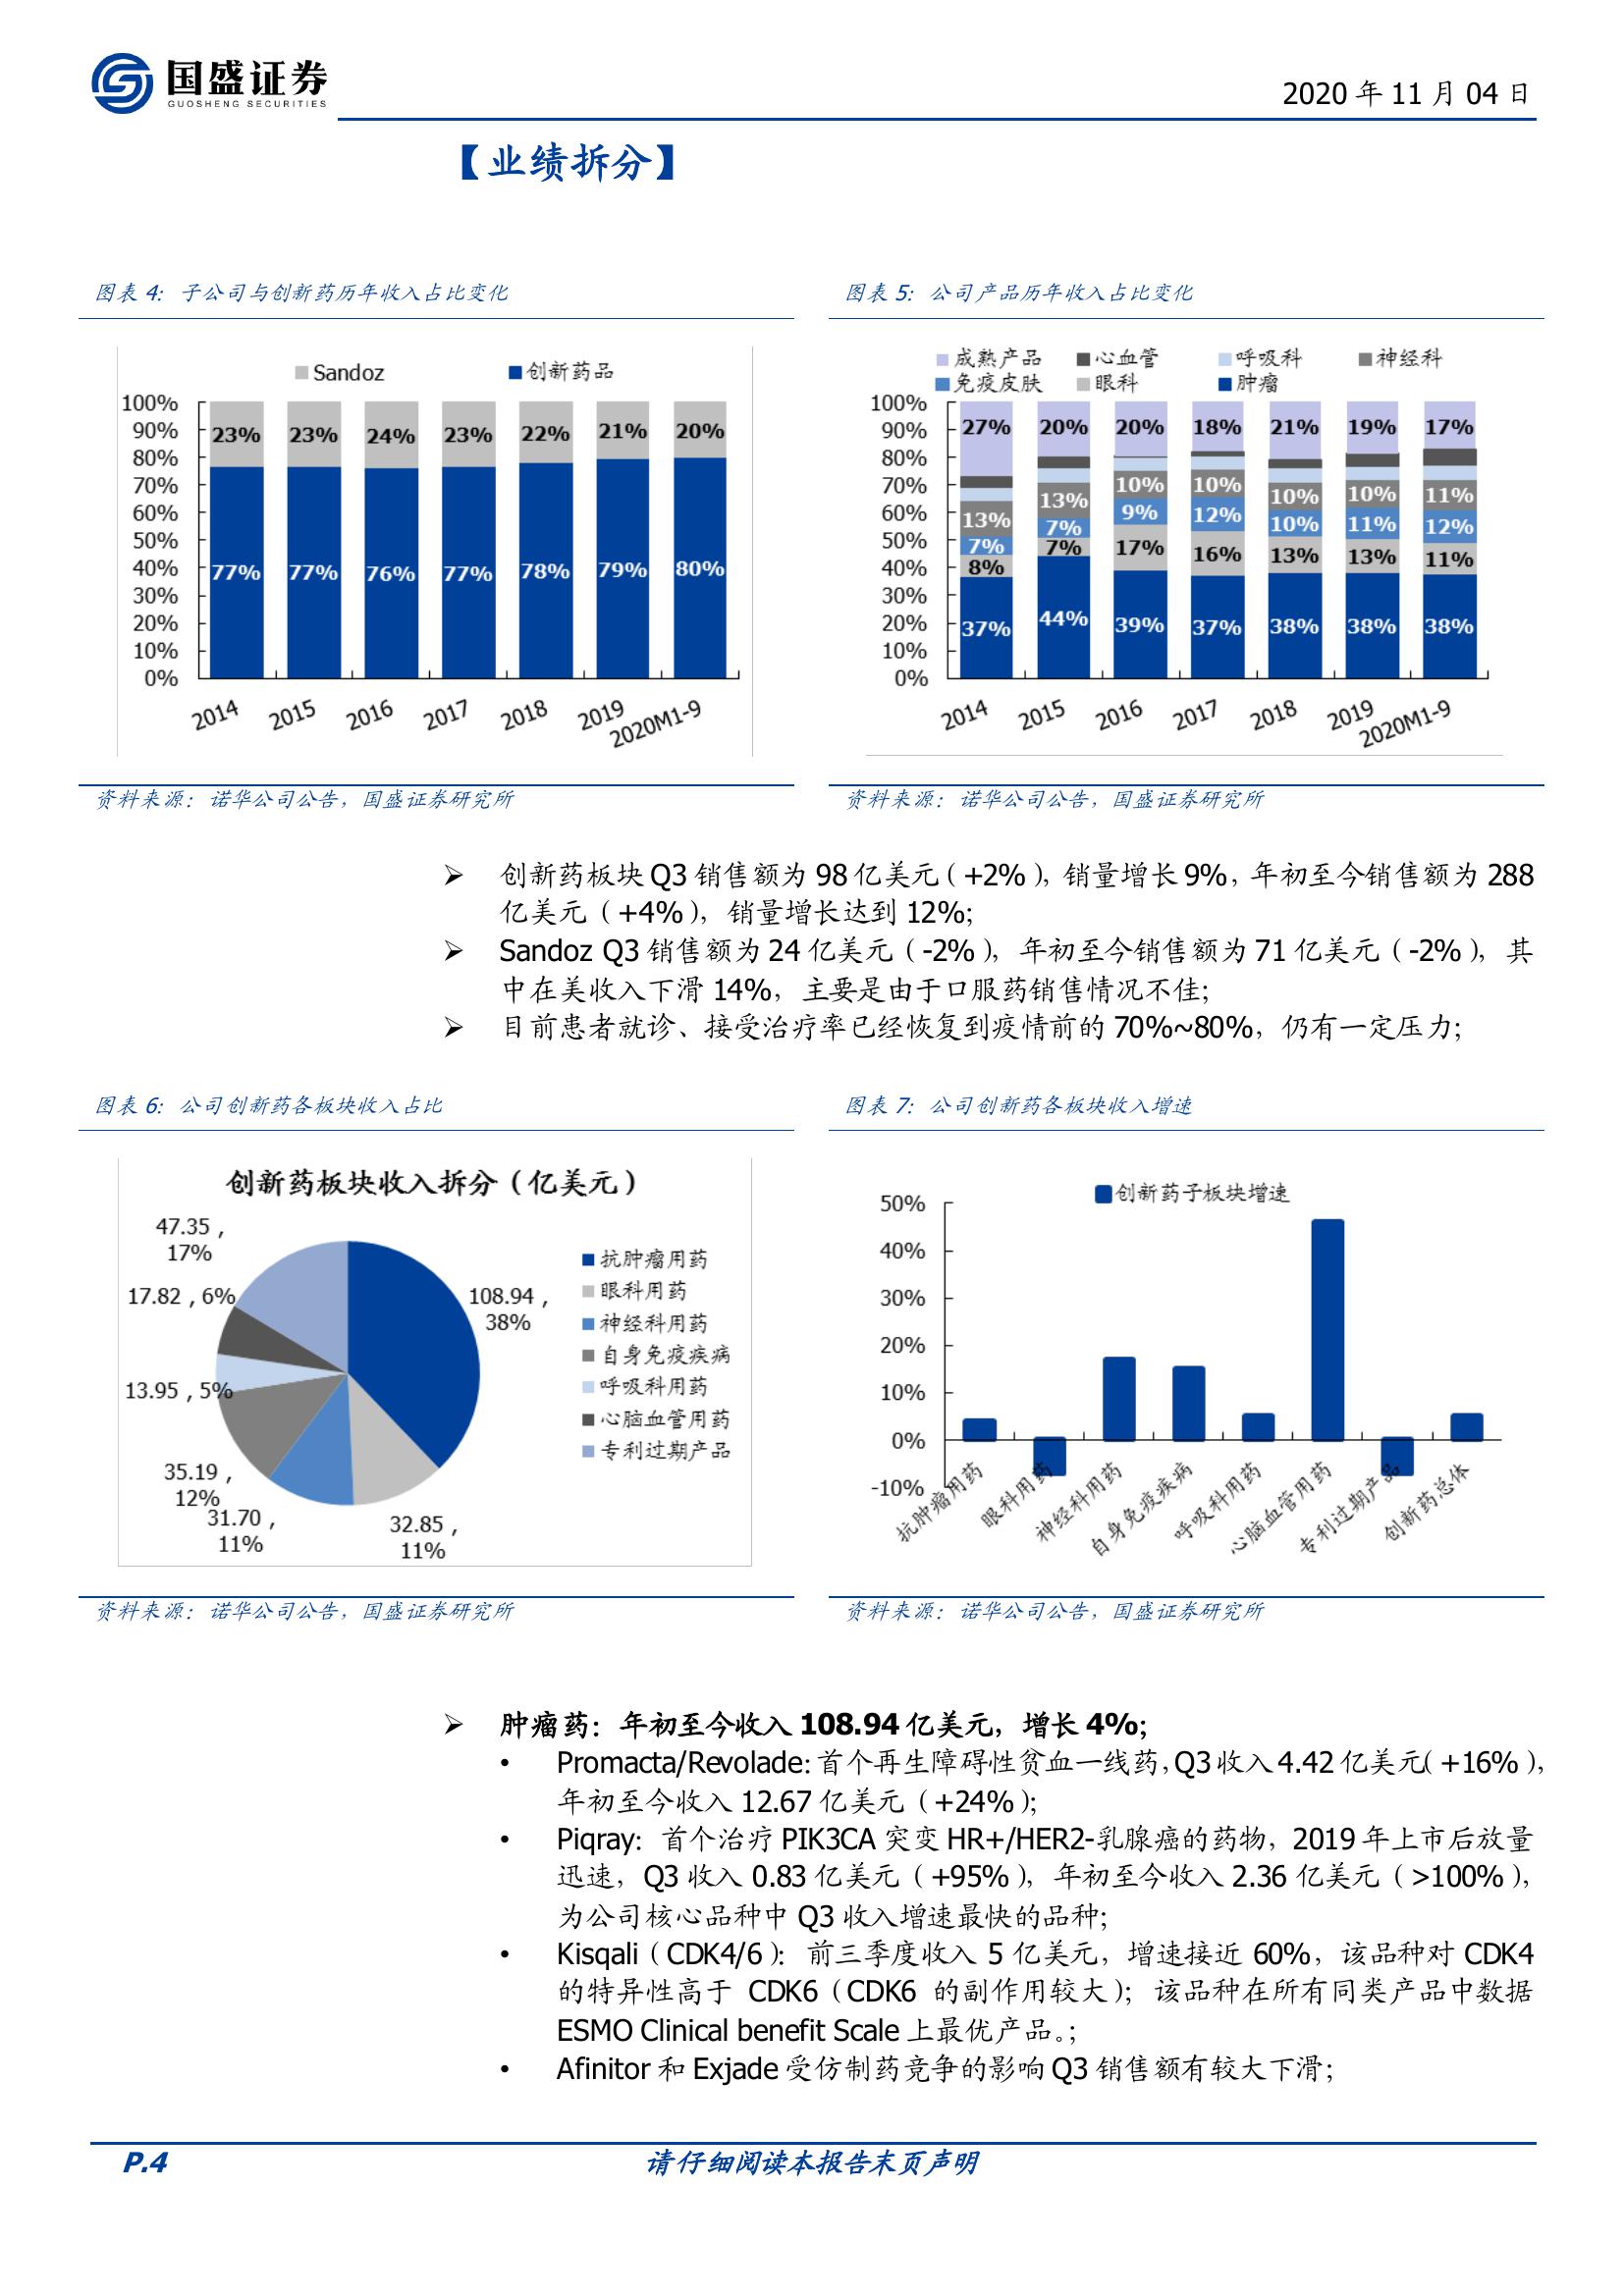 国盛证券
GUOSHENG SECURITIES
2020 年 11 月 04 日
【业绩拆分】
图表 4：子公司与创新药历年收入占比变化
Sandoz 创新药品
100%
90%
80%
70%
60%
50%
40%
30%
20%
10%
0%
23% 23% 24% 23% 22% 21% 20%
77% 77% 76% 77% 78% 79% 80%
2014 2015 2016 2017 2018 2019 2020M1-9
资料来源：诺华公司公告，国盛证券研究所
图表 5：公司产品历年收入占比变化
成熟产品 心血管 呼吸科 神经科
免疫皮肤 眼科 肿瘤
100%
90%
80%
70%
60%
50%
40%
30%
20%
10%
0%
27% 20% 20% 18% 21% 19% 17%
13% 13% 10% 10% 10% 10% 11%
7% 7% 9% 12% 10% 11% 12%
8% 7% 17% 16% 13% 13% 11%
37% 44% 39% 37% 38% 38% 38%
2014 2015 2016 2017 2018 2019 2020M1-9
资料来源：诺华公司公告，国盛证券研究所
➢ 创新药板块 Q3 销售额为 98 亿美元（+2%），销量增长 9%，年初至今销售额为 288
亿美元（+4%），销量增长达到 12%；
➢ Sandoz Q3 销售额为 24 亿美元（-2%），年初至今销售额为 71 亿美元（-2%），其
中在美收入下滑 14%，主要是由于口服药销售情况不佳；
➢ 目前患者就诊、接受治疗率已经恢复到疫情前的 70%~80%，仍有一定压力；
图表 6：公司创新药各板块收入占比
创新药板块收入拆分（亿美元）
47.35，
17%
17.82，6%
13.95，5%
35.19，
12%
31.70，
11%
32.85，
11%
108.94，
38%
抗肿瘤用药
眼科用药
神经科用药
自身免疫疾病
呼吸科用药
心脑血管用药
专利过期产品
资料来源：诺华公司公告，国盛证券研究所
图表 7：公司创新药各板块收入增速
创新药子板块增速
50%
40%
30%
20%
10%
0%
-10%
抗肿瘤用药 眼科用药 神经科用药 自身免疫疾病 呼吸科用药 心脑血管用药 专利过期产品 创新药总体
资料来源：诺华公司公告，国盛证券研究所
➢ 肿瘤药：年初至今收入 108.94 亿美元，增长 4%；
• Promacta/Revolade：首个再生障碍性贫血一线药，Q3 收入 4.42 亿美元（+16%），
年初至今收入 12.67 亿美元（+24%）；
• Piqray：首个治疗 PIK3CA 突变 HR+/HER2-乳腺癌的药物，2019 年上市后放量
迅速，Q3 收入 0.83 亿美元（+95%），年初至今收入 2.36 亿美元（>100%），
为公司核心品种中 Q3 收入增速最快的品种；
• Kisqali（CDK4/6）：前三季度收入 5 亿美元，增速接近 60%，该品种对 CDK4
的特异性高于 CDK6（CDK6 的副作用较大）；该品种在所有同类产品中数据
ESMO Clinical benefit Scale 上最优产品。；
• Afinitor 和 Exjade 受仿制药竞争的影响 Q3 销售额有较大下滑；
P.4
请仔细阅读本报告末页声明